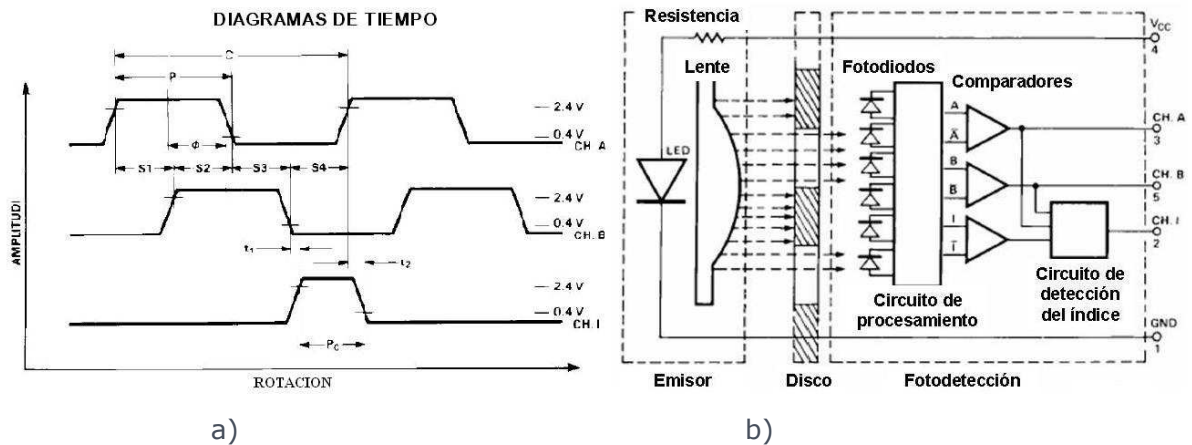 DIAGRAMAS DE TIEMPO
C
P
2.4 V
0.4 V
CH. A
Φ
S1 S2 S3 S4
2.4 V
0.4 V
CH. B
t₁
t₂
2.4 V
0.4 V
CH. I
P₀
AMPLITUDI
ROTACION
a)
Resistencia
VCC
4
Lente
Fotodiodos
Comparadores
LED
A
A̅
CH. A
3
B
B
CH. B
5
I
I̅
CH. I
2
Circuito de
procesamiento
Circuito de
detección
del índice
GND
1
Emisor
Disco
Fotodetección
b)